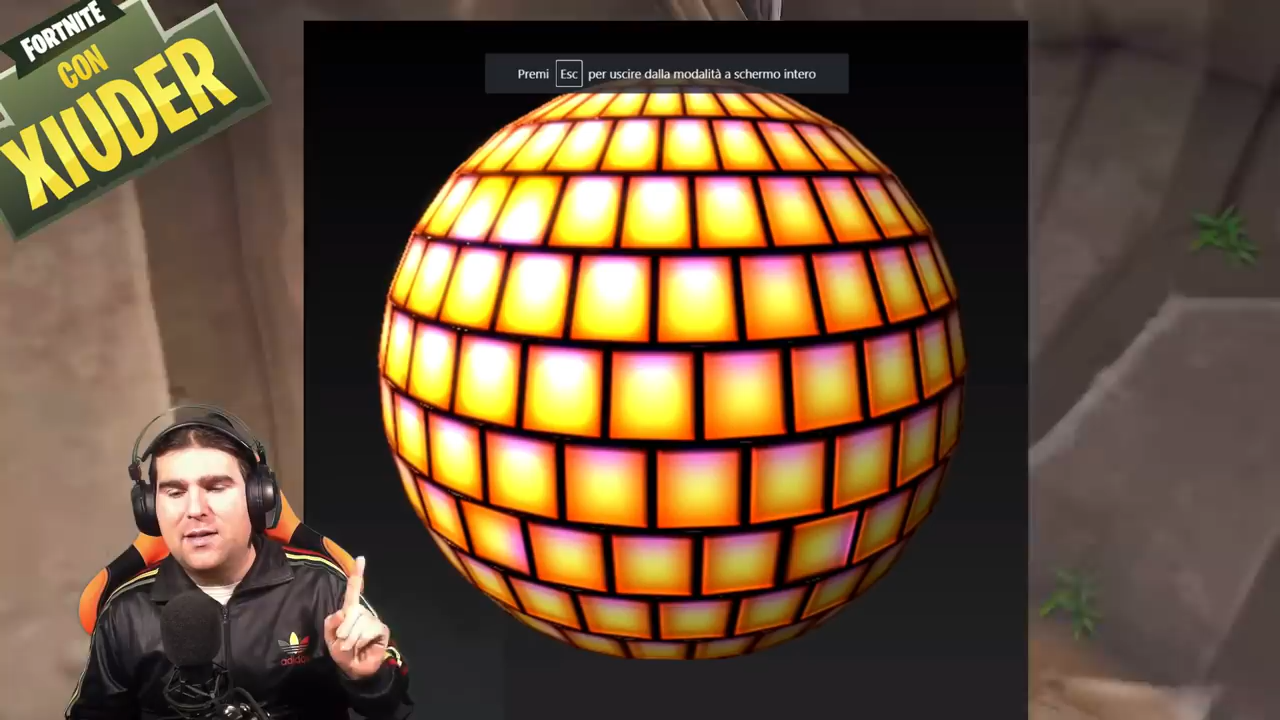 FORTNITE
CON
XIUDER
Premi Esc per uscire dalla modalità a schermo intero
adidas